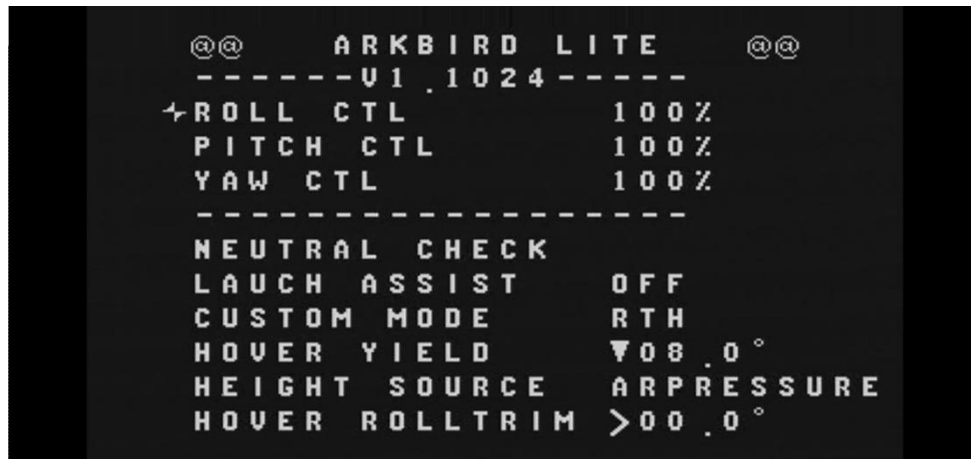 @@ ARKBIRD LITE @@
------V1.1024-----
ROLL CTL 100%
PITCH CTL 100%
YAW CTL 100%
------------------
NEUTRAL CHECK
LAUCH ASSIST OFF
CUSTOM MODE RTH
HOVER YIELD ▼08.0°
HEIGHT SOURCE ARPRESSURE
HOVER ROLLTRIM >00.0°